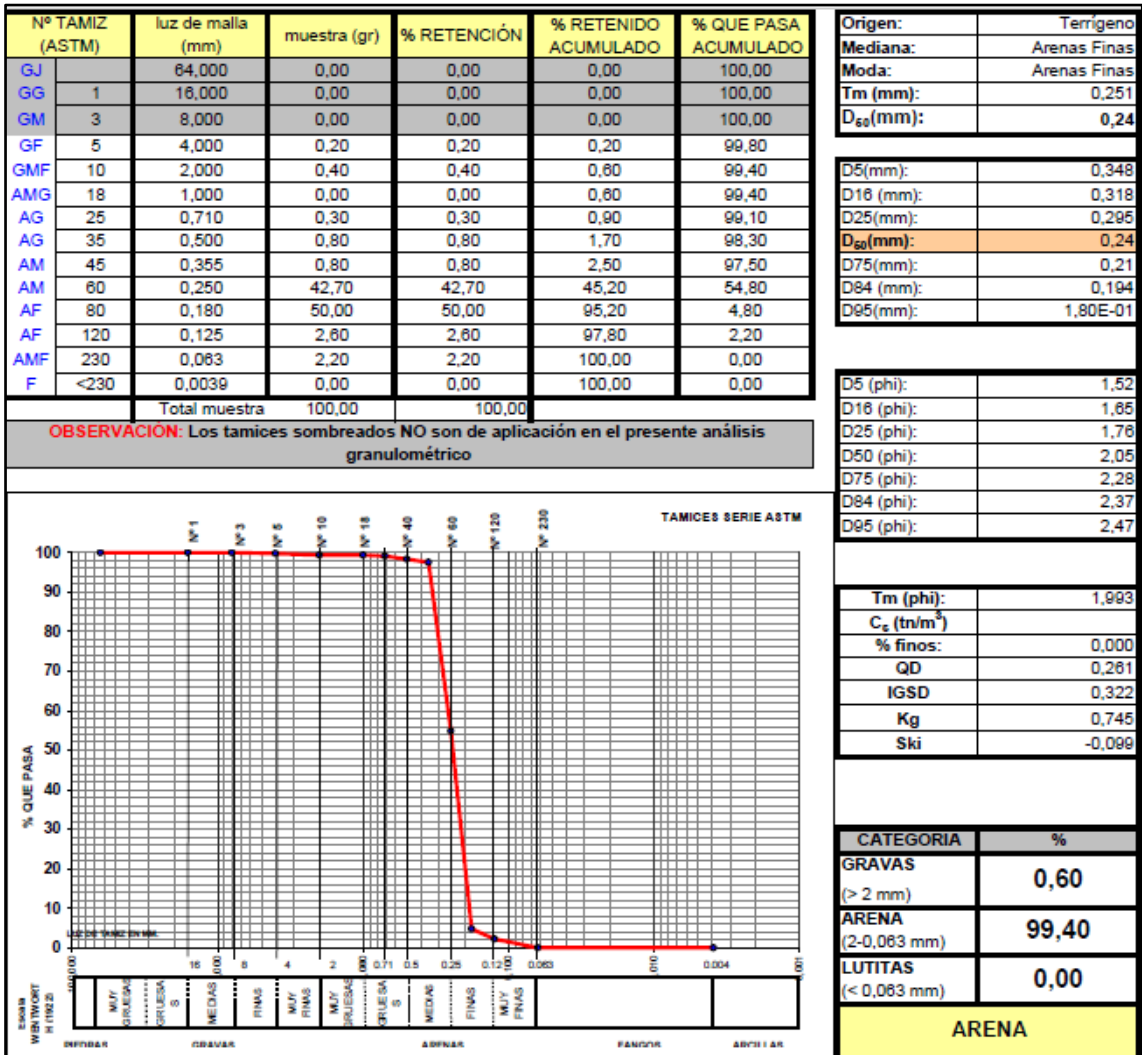 Nº TAMIZ (ASTM) luz de malla (mm) muestra (gr) % RETENCIÓN % RETENIDO ACUMULADO % QUE PASA ACUMULADO
GJ 64,000 0,00 0,00 0,00 100,00
GG 1 16,000 0,00 0,00 0,00 100,00
GM 3 8,000 0,00 0,00 0,00 100,00
GF 5 4,000 0,20 0,20 0,20 99,80
GMF 10 2,000 0,40 0,40 0,60 99,40
AMG 18 1,000 0,00 0,00 0,60 99,40
AG 25 0,710 0,30 0,30 0,90 99,10
AG 35 0,500 0,80 0,80 1,70 98,30
AM 45 0,355 0,80 0,80 2,50 97,50
AM 60 0,250 42,70 42,70 45,20 54,80
AF 80 0,180 50,00 50,00 95,20 4,80
AF 120 0,125 2,60 2,60 97,80 2,20
AMF 230 0,063 2,20 2,20 100,00 0,00
F <230 0,0039 0,00 0,00 100,00 0,00
Total muestra 100,00 100,00
OBSERVACIÓN: Los tamices sombreados NO son de aplicación en el presente análisis
granulométrico
Origen: Terrígeno
Mediana: Arenas Finas
Moda: Arenas Finas
Tm (mm): 0,251
D₅₀(mm): 0,24
D5(mm): 0,348
D16 (mm): 0,318
D25(mm): 0,295
D₅₀(mm): 0,24
D75(mm): 0,21
D84 (mm): 0,194
D95(mm): 1,80E-01
D5 (phi): 1,52
D16 (phi): 1,65
D25 (phi): 1,76
D50 (phi): 2,05
D75 (phi): 2,28
D84 (phi): 2,37
D95 (phi): 2,47
Tm (phi): 1,993
Cₛ (tn/m³)
% finos: 0,000
QD 0,261
IGSD 0,322
Kg 0,745
Ski -0,099
CATEGORIA %
GRAVAS (> 2 mm) 0,60
ARENA (2-0,063 mm) 99,40
LUTITAS (< 0,063 mm) 0,00
ARENA
TAMICES SERIE ASTM
Nº 1 Nº 3 Nº 5 Nº 10 Nº 18 Nº 40 Nº 60 Nº 120 Nº 230
% QUE PASA
100
90
80
70
60
50
40
30
20
10
0
LUZ DE TAMIZ EN MM.
16 8 4 2 0.71 0.5 0.25 0.12 0.063 0.004
Escala
WENTWORT
H (1922)
MUY GRUESAS GRUESA S MEDIAS FINAS MUY FINAS MUY GRUESAS GRUESA S MEDIAS FINAS MUY FINAS
PIEDRAS GRAVAS ARENAS FANGOS ARCILLAS